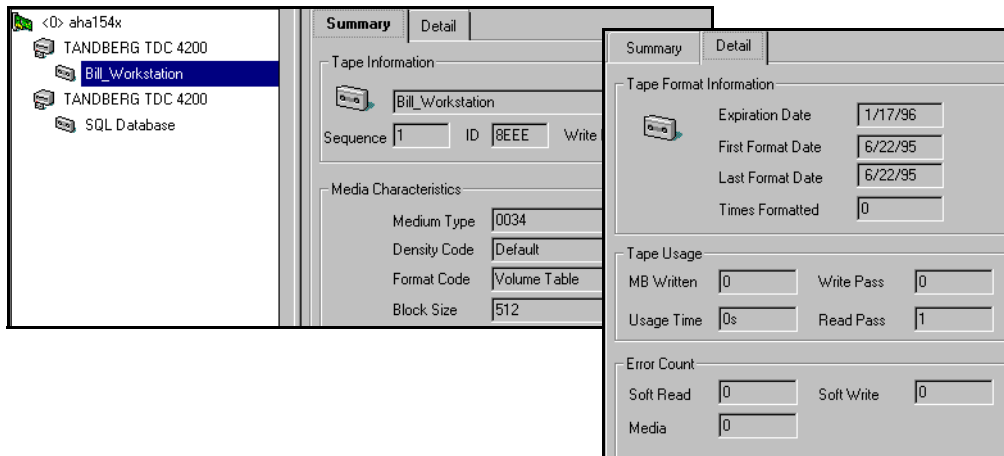 <0> aha154x
TANDBERG TDC 4200
Bill_Workstation
TANDBERG TDC 4200
SQL Database
Summary Detail
Tape Information
Bill_Workstation
Sequence 1 ID 8EEE Write
Media Characteristics
Medium Type 0034
Density Code Default
Format Code Volume Table
Block Size 512
Summary Detail
Tape Format Information
Expiration Date 1/17/96
First Format Date 6/22/95
Last Format Date 6/22/95
Times Formatted 0
Tape Usage
MB Written 0 Write Pass 0
Usage Time 0s Read Pass 1
Error Count
Soft Read 0 Soft Write 0
Media 0